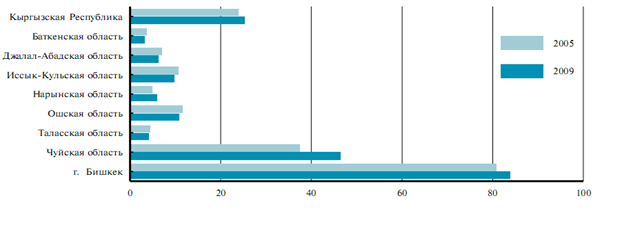 Кыргызская Республика
Баткенская область
Джалал-Абадская область
Иссык-Кульская область
Нарынская область
Ошская область
Таласская область
Чуйская область
г. Бишкек
0 20 40 60 80 100
2005
2009